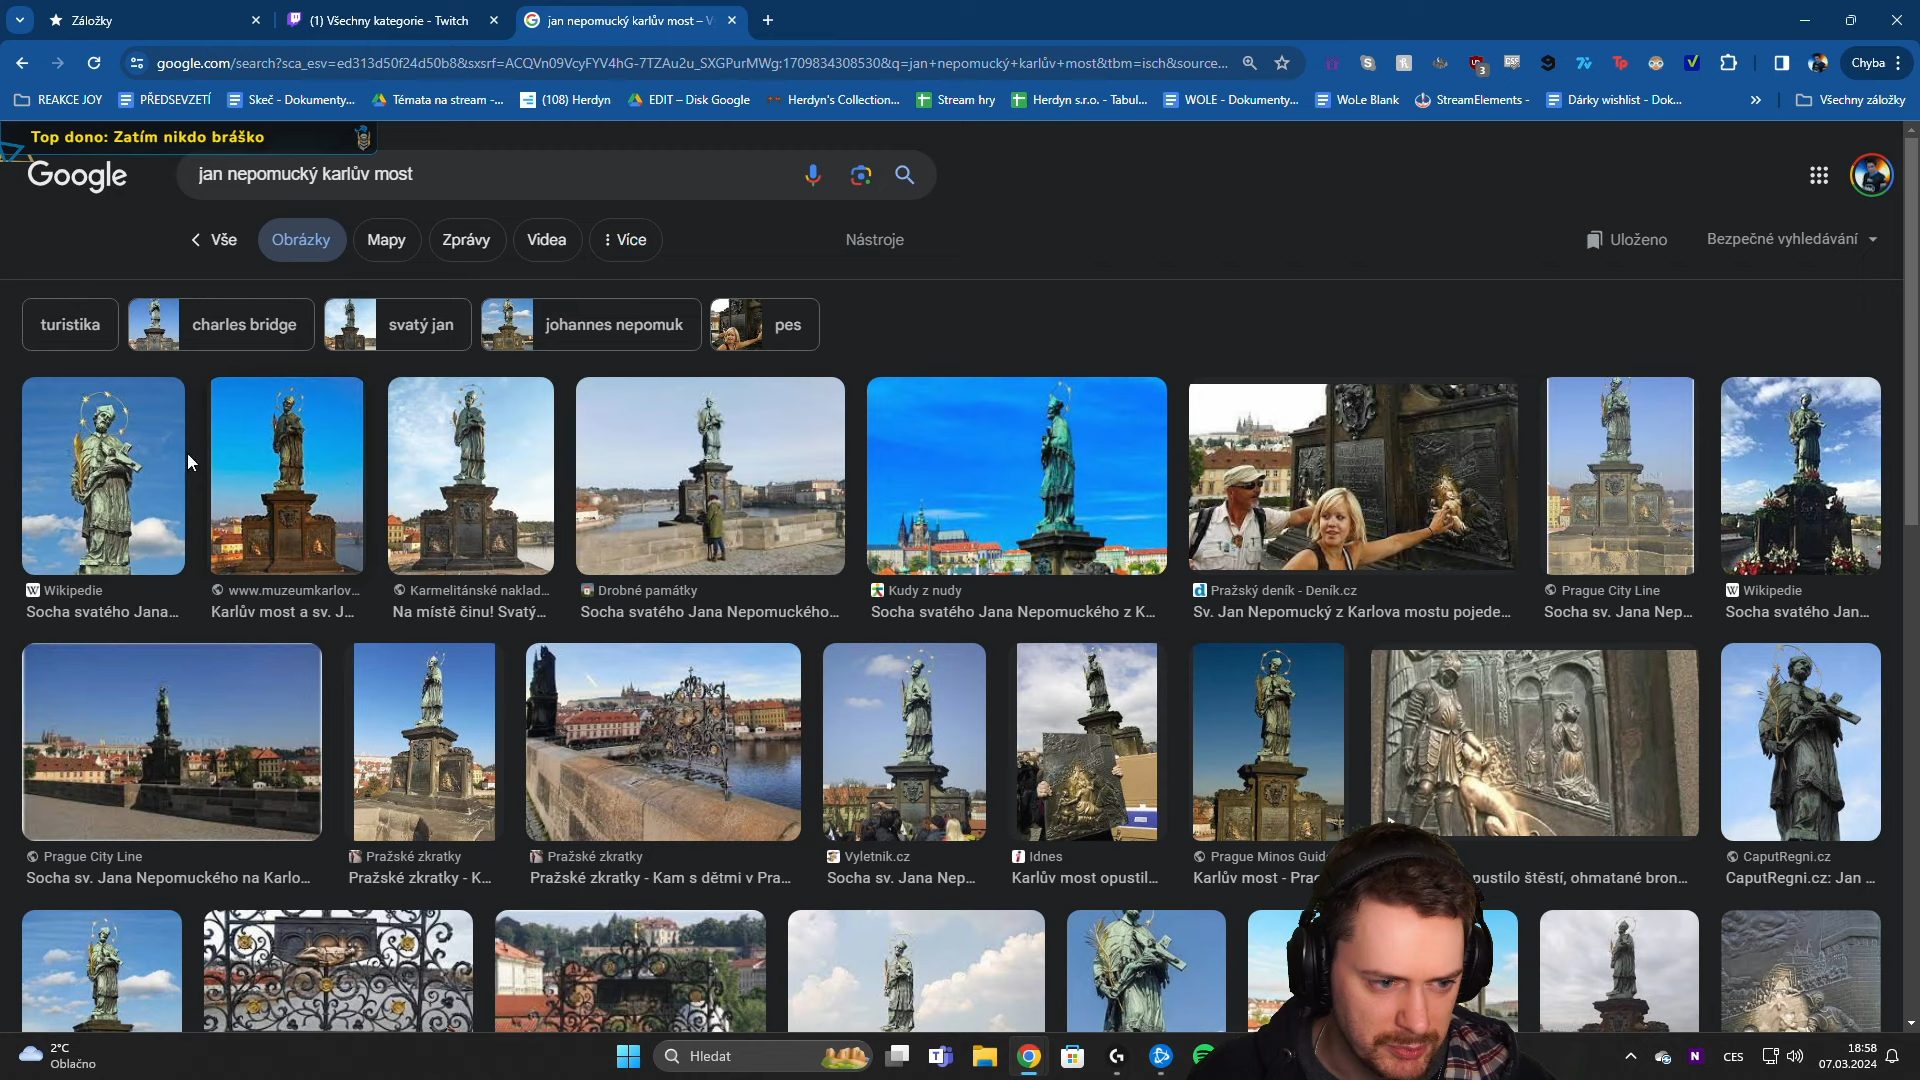 Záložky
(1) Všechny kategorie - Twitch
jan nepomucký karlův most – V
google.com/search?sca_esv=ed313d50f24d50b8&sxsrf=ACQVn09VcyFYV4hG-7TZAu2u_SXGPurMWg:1709834308530&q=jan+nepomucký+karlův+most&tbm=isch&source...
Chyba
REAKCE JOY
PŘEDSEVZETÍ
Skeč - Dokumenty...
Témata na stream -...
(108) Herdyn
EDIT – Disk Google
Herdyn's Collection...
Stream hry
Herdyn s.r.o. - Tabul...
WOLE - Dokumenty...
WoLe Blank
StreamElements -
Dárky wishlist - Dok...
Všechny záložky
Top dono: Zatím nikdo bráško
Google
jan nepomucký karlův most
Vše
Obrázky
Mapy
Zprávy
Videa
Více
Nástroje
Uloženo
Bezpečné vyhledávání
turistika
charles bridge
svatý jan
johannes nepomuk
pes
Wikipedie
www.muzeumkarlov...
Karmelitánské naklad...
Drobné památky
Kudy z nudy
Pražský deník - Deník.cz
Prague City Line
Wikipedie
Socha svatého Jana...
Karlův most a sv. J...
Na místě činu! Svatý...
Socha svatého Jana Nepomuckého...
Socha svatého Jana Nepomuckého z K...
Sv. Jan Nepomucký z Karlova mostu pojede...
Socha sv. Jana Nep...
Socha svatého Jan...
Prague City Line
Pražské zkratky
Pražské zkratky
Vyletnik.cz
Idnes
Prague Minos Guid
CaputRegni.cz
Socha sv. Jana Nepomuckého na Karlo...
Pražské zkratky - K...
Pražské zkratky - Kam s dětmi v Pra...
Socha sv. Jana Nep...
Karlův most opustil...
Karlův most - Prag
pustilo štěstí, ohmatané bron...
CaputRegni.cz: Jan ...
2°C
Oblačno
Hledat
CES
18:58
07.03.2024